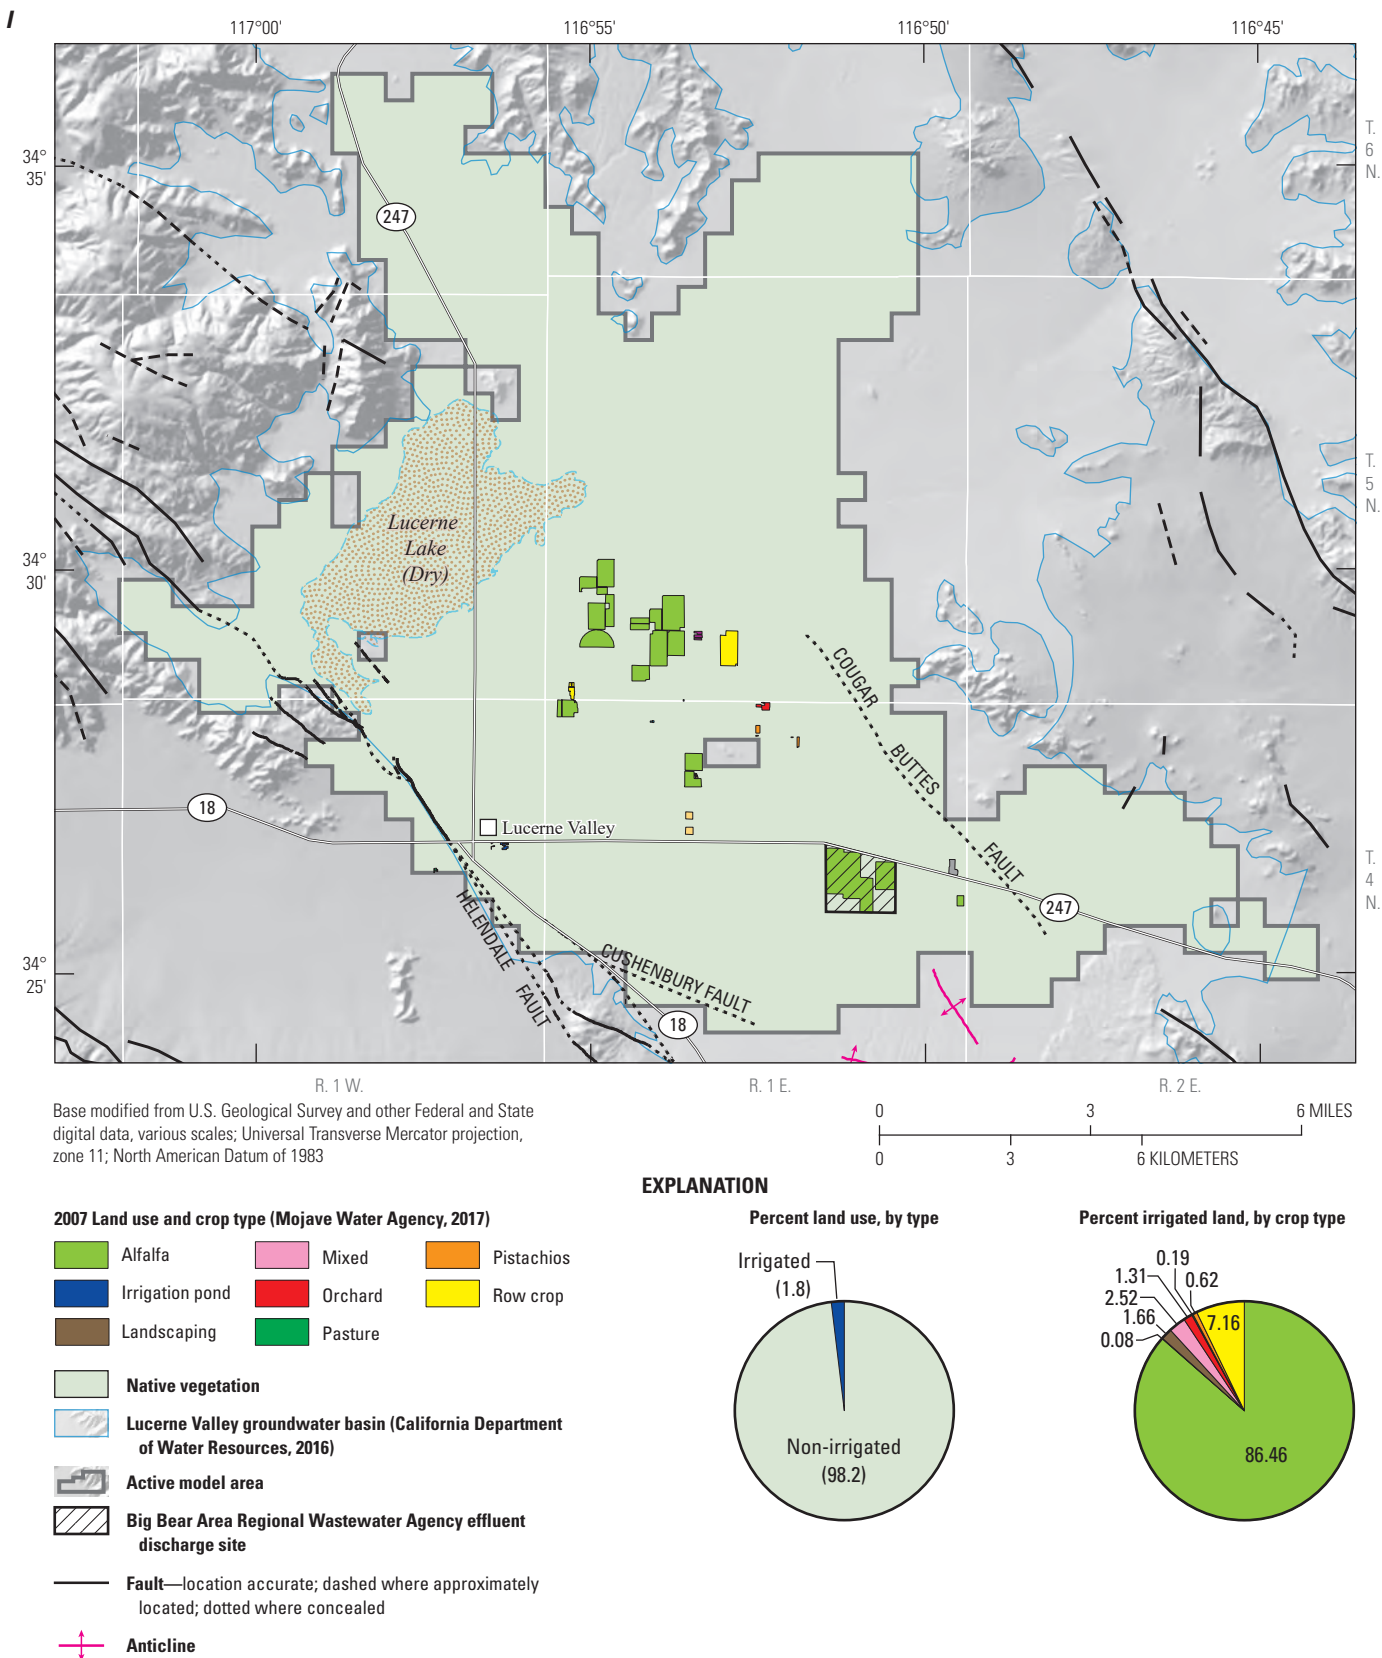 I
117°00'
116°55'
116°50'
116°45'
34°
35'
T.
6
N.
247
T.
5
N.
Lucerne
Lake
(Dry)
34°
30'
COUGAR
BUTTES
FAULT
18
Lucerne Valley
T.
4
N.
247
HELENDALE
FAULT
CUSHENBURY FAULT
34°
25'
18
R. 1 W.
R. 1 E.
R. 2 E.
Base modified from U.S. Geological Survey and other Federal and State
digital data, various scales; Universal Transverse Mercator projection,
zone 11; North American Datum of 1983
0 3 6 MILES
0 3 6 KILOMETERS
EXPLANATION
2007 Land use and crop type (Mojave Water Agency, 2017)
Alfalfa
Mixed
Pistachios
Irrigation pond
Orchard
Row crop
Landscaping
Pasture
Native vegetation
Lucerne Valley groundwater basin (California Department
of Water Resources, 2016)
Active model area
Big Bear Area Regional Wastewater Agency effluent
discharge site
Fault—location accurate; dashed where approximately
located; dotted where concealed
Anticline
Percent land use, by type
Irrigated
(1.8)
Non-irrigated
(98.2)
Percent irrigated land, by crop type
0.19
1.31
0.62
2.52
1.66
7.16
0.08
86.46